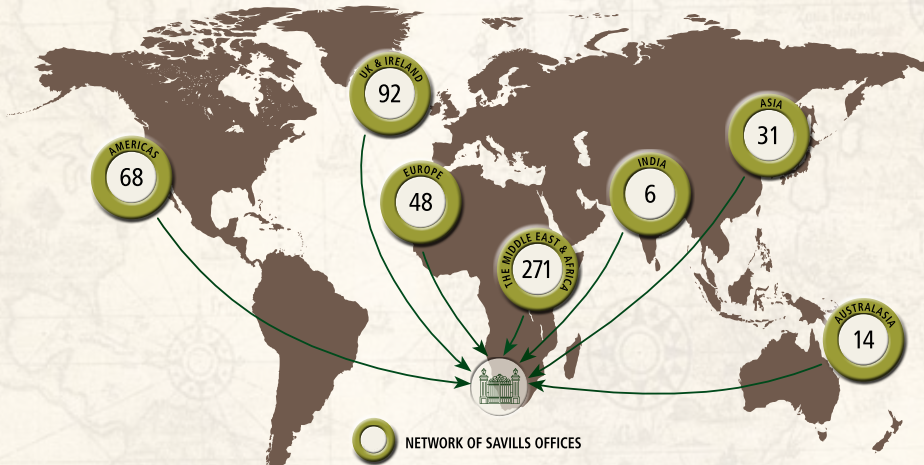 UK & IRELAND
92
ASIA
31
AMERICAS
68
EUROPE
48
INDIA
6
THE MIDDLE EAST & AFRICA
271
AUSTRALASIA
14
NETWORK OF SAVILLS OFFICES